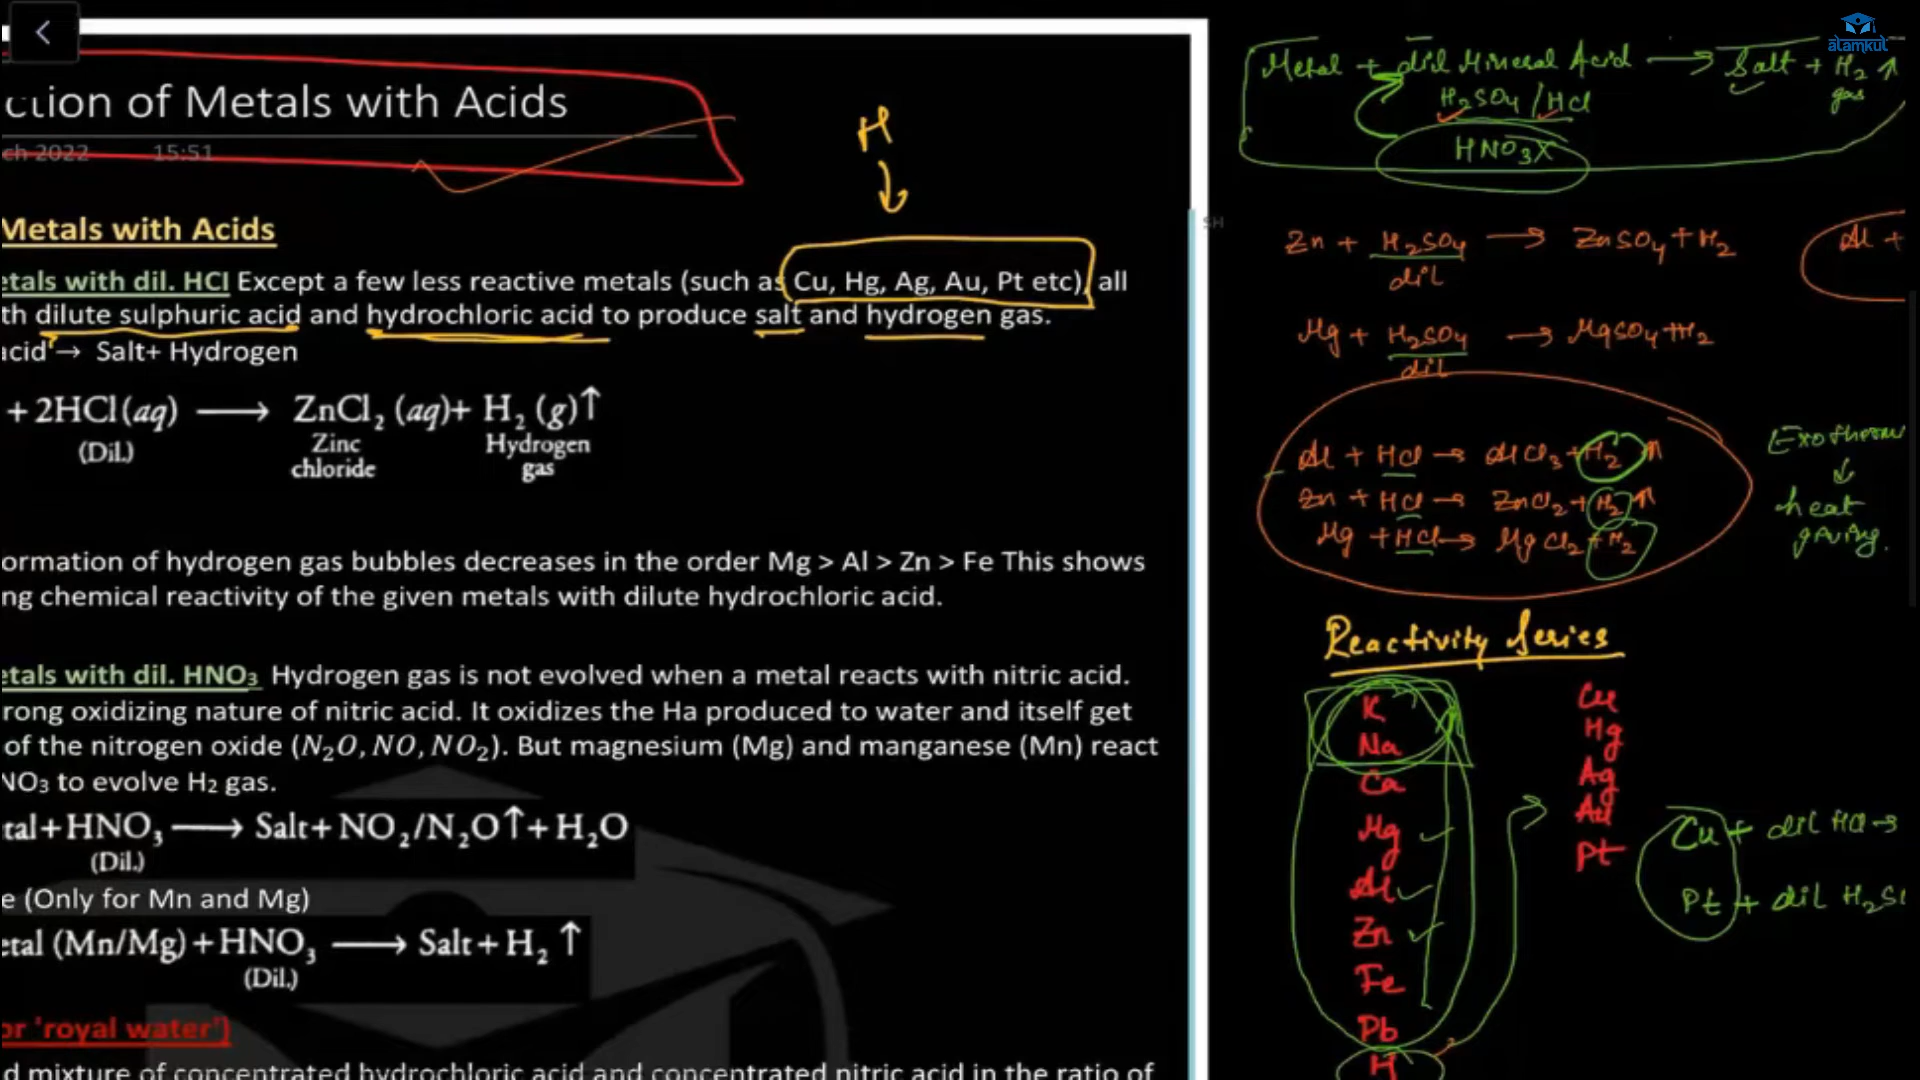 ction of Metals with Acids
ch 2022 15:51
Metals with Acids
etals with dil. HCl Except a few less reactive metals (such as Cu, Hg, Ag, Au, Pt etc), all
th dilute sulphuric acid and hydrochloric acid to produce salt and hydrogen gas.
acid → Salt+ Hydrogen
+ 2HCl(aq) ⟶ ZnCl₂ (aq)+ H₂ (g)↑
(Dil.) Zinc chloride Hydrogen gas
ormation of hydrogen gas bubbles decreases in the order Mg > Al > Zn > Fe This shows
ng chemical reactivity of the given metals with dilute hydrochloric acid.
etals with dil. HNO₃ Hydrogen gas is not evolved when a metal reacts with nitric acid.
rong oxidizing nature of nitric acid. It oxidizes the Ha produced to water and itself get
of the nitrogen oxide (N₂O, NO, NO₂). But magnesium (Mg) and manganese (Mn) react
NO₃ to evolve H₂ gas.
tal+HNO₃ ⟶ Salt+ NO₂/N₂O↑+ H₂O
(Dil.)
e (Only for Mn and Mg)
etal (Mn/Mg)+HNO₃ ⟶ Salt+H₂ ↑
(Dil.)
or 'royal water')
d mixture of concentrated hydrochloric acid and concentrated nitric acid in the ratio of
H
↓
alamkul
Metal + dil Mineral Acid → Salt + H₂ ↑
H₂SO₄ / HCl gas
HNO₃ X
SH
Zn + H₂SO₄ → ZnSO₄ + H₂
dil
Al +
Mg + H₂SO₄ → MgSO₄ + H₂
dil
Al + HCl → AlCl₃ + H₂ ↑
Zn + HCl → ZnCl₂ + H₂ ↑
Mg + HCl → MgCl₂ + H₂
Exotherm
↓
heat
giving.
Reactivity Series
K
Na
Ca
Mg
Al
Zn
Fe
Pb
H
Cu
Hg
Ag
Au
Pt
Cu + dil HCl →
Pt + dil H₂S